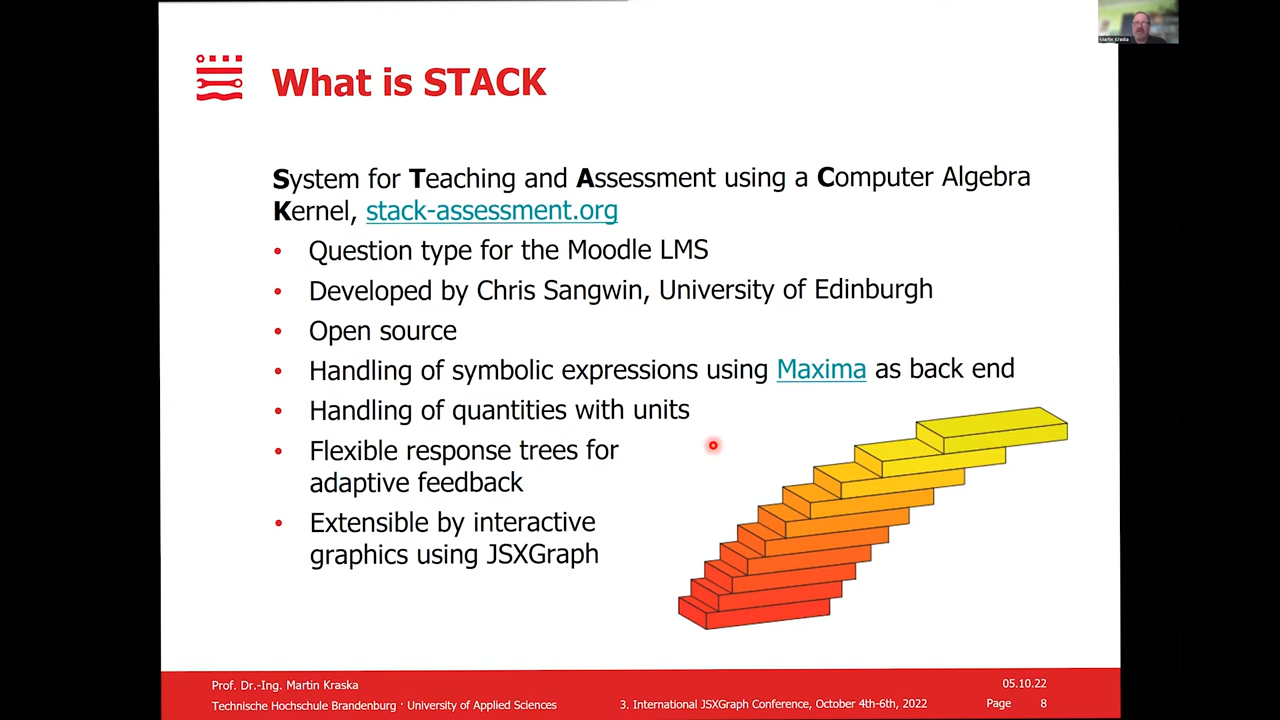 Martin Kraska
What is STACK
System for Teaching and Assessment using a Computer Algebra
Kernel, stack-assessment.org
• Question type for the Moodle LMS
• Developed by Chris Sangwin, University of Edinburgh
• Open source
• Handling of symbolic expressions using Maxima as back end
• Handling of quantities with units
• Flexible response trees for
adaptive feedback
• Extensible by interactive
graphics using JSXGraph
Prof. Dr.-Ing. Martin Kraska
05.10.22
Technische Hochschule Brandenburg · University of Applied Sciences
3. International JSXGraph Conference, October 4th-6th, 2022
Page 8